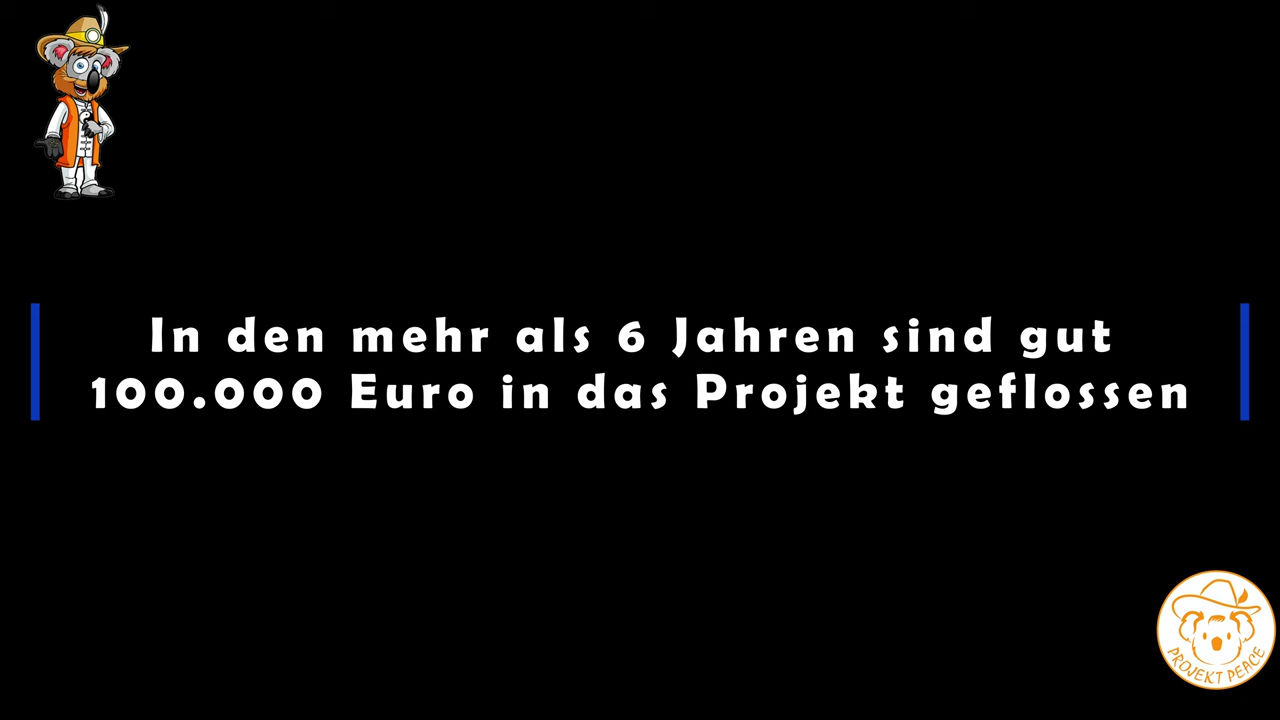 In den mehr als 6 Jahren sind gut
100.000 Euro in das Projekt geflossen
PROJEKT PEACE